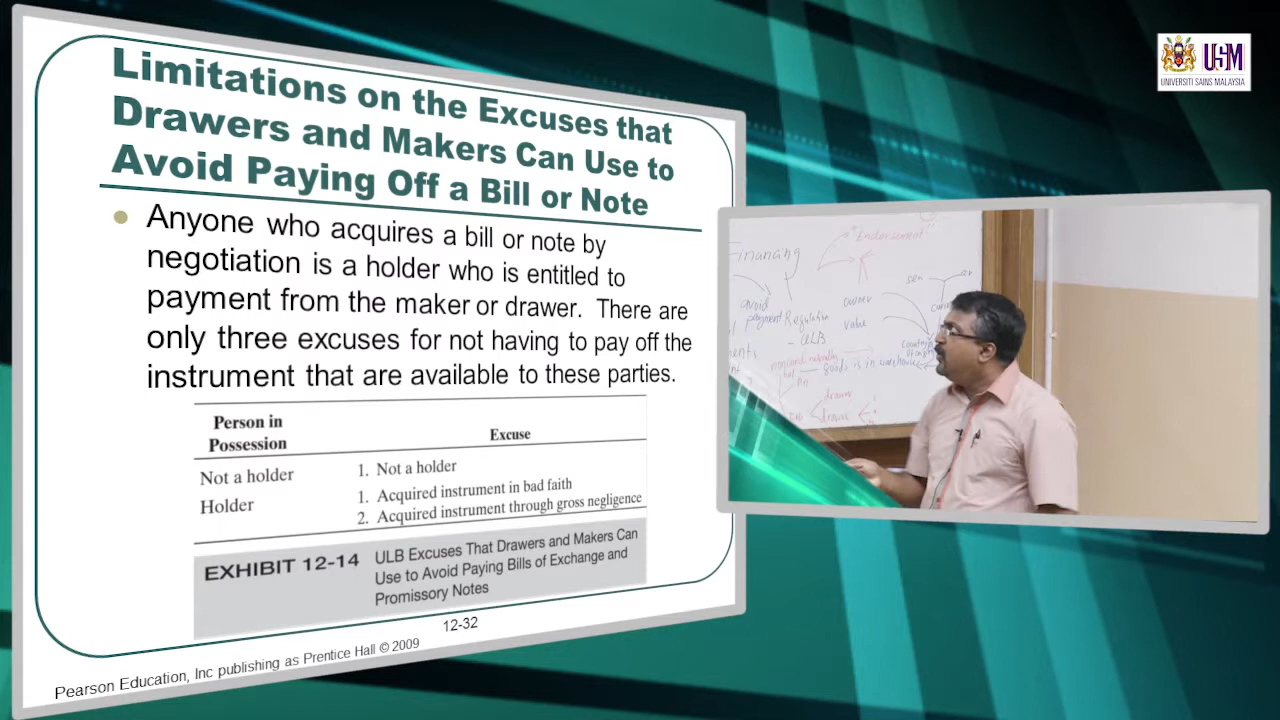 Limitations on the Excuses that
Drawers and Makers Can Use to
Avoid Paying Off a Bill or Note
Anyone who acquires a bill or note by
negotiation is a holder who is entitled to
payment from the maker or drawer. There are
only three excuses for not having to pay off the
instrument that are available to these parties.
Person in
Possession
Excuse
Not a holder
1. Not a holder
Holder
1. Acquired instrument in bad faith
2. Acquired instrument through gross negligence
EXHIBIT 12-14
ULB Excuses That Drawers and Makers Can
Use to Avoid Paying Bills of Exchange and
Promissory Notes
12-32
Pearson Education, Inc publishing as Prentice Hall © 2009
USM
UNIVERSITI SAINS MALAYSIA
"Endorsement"
Financing
sea
avoid
payment
Regulation
- ULB
owner
value
goods is in warehouse
drawer